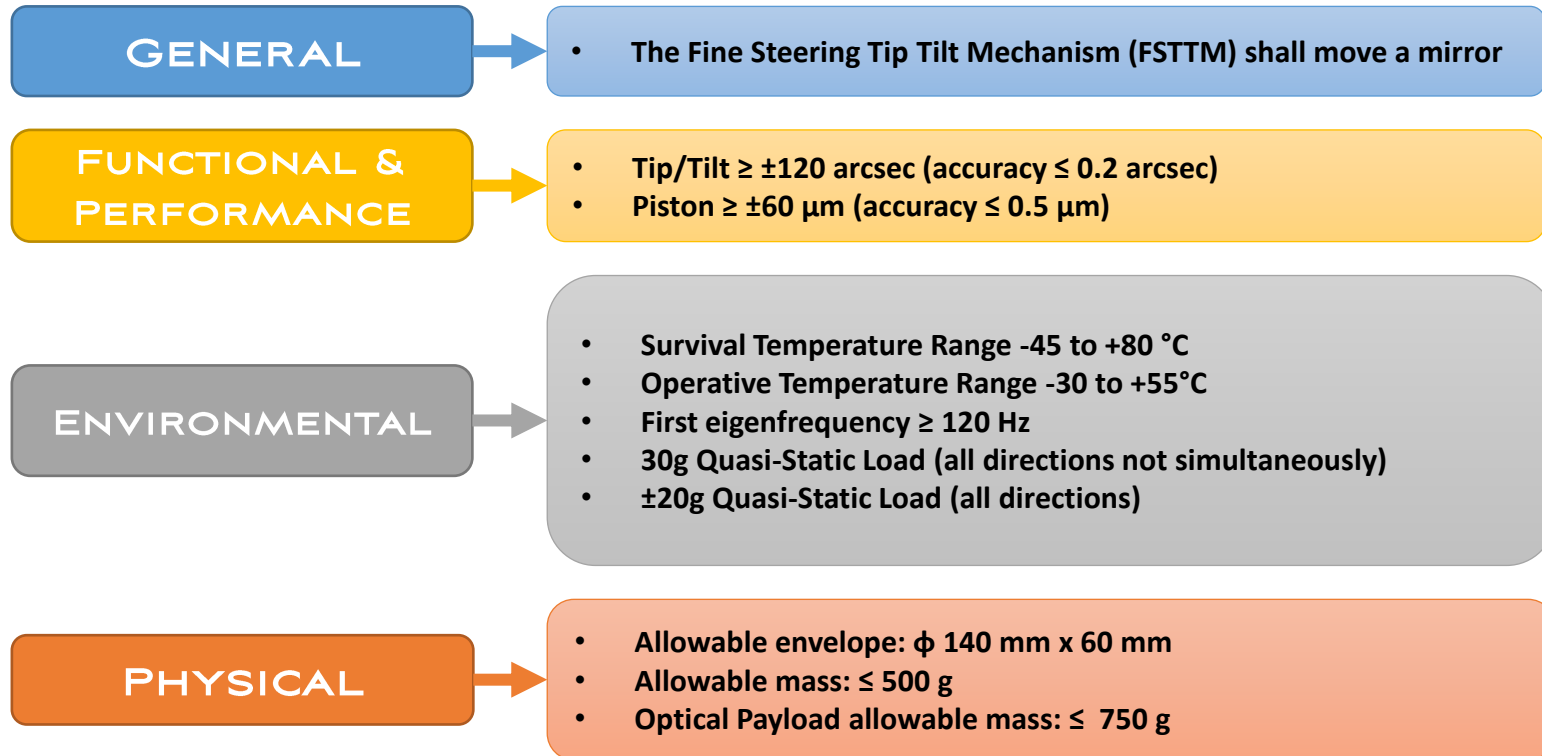 GENERAL
• The Fine Steering Tip Tilt Mechanism (FSTTM) shall move a mirror
FUNCTIONAL &
PERFORMANCE
• Tip/Tilt ≥ ±120 arcsec (accuracy ≤ 0.2 arcsec)
• Piston ≥ ±60 μm (accuracy ≤ 0.5 μm)
ENVIRONMENTAL
• Survival Temperature Range -45 to +80 °C
• Operative Temperature Range -30 to +55°C
• First eigenfrequency ≥ 120 Hz
• 30g Quasi-Static Load (all directions not simultaneously)
• ±20g Quasi-Static Load (all directions)
PHYSICAL
• Allowable envelope: ϕ 140 mm x 60 mm
• Allowable mass: ≤ 500 g
• Optical Payload allowable mass: ≤ 750 g